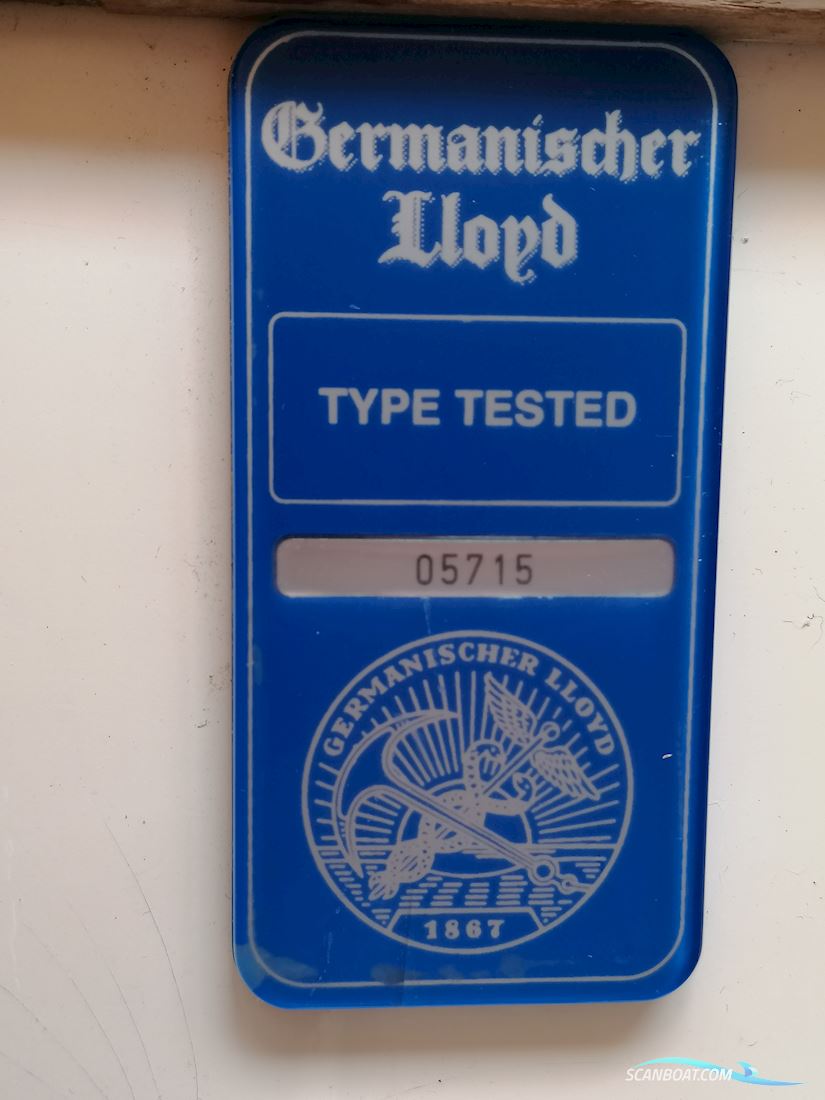 Germanischer
Lloyd
TYPE TESTED
05715
GERMANISCHER LLOYD
1867
SCANBOAT.COM